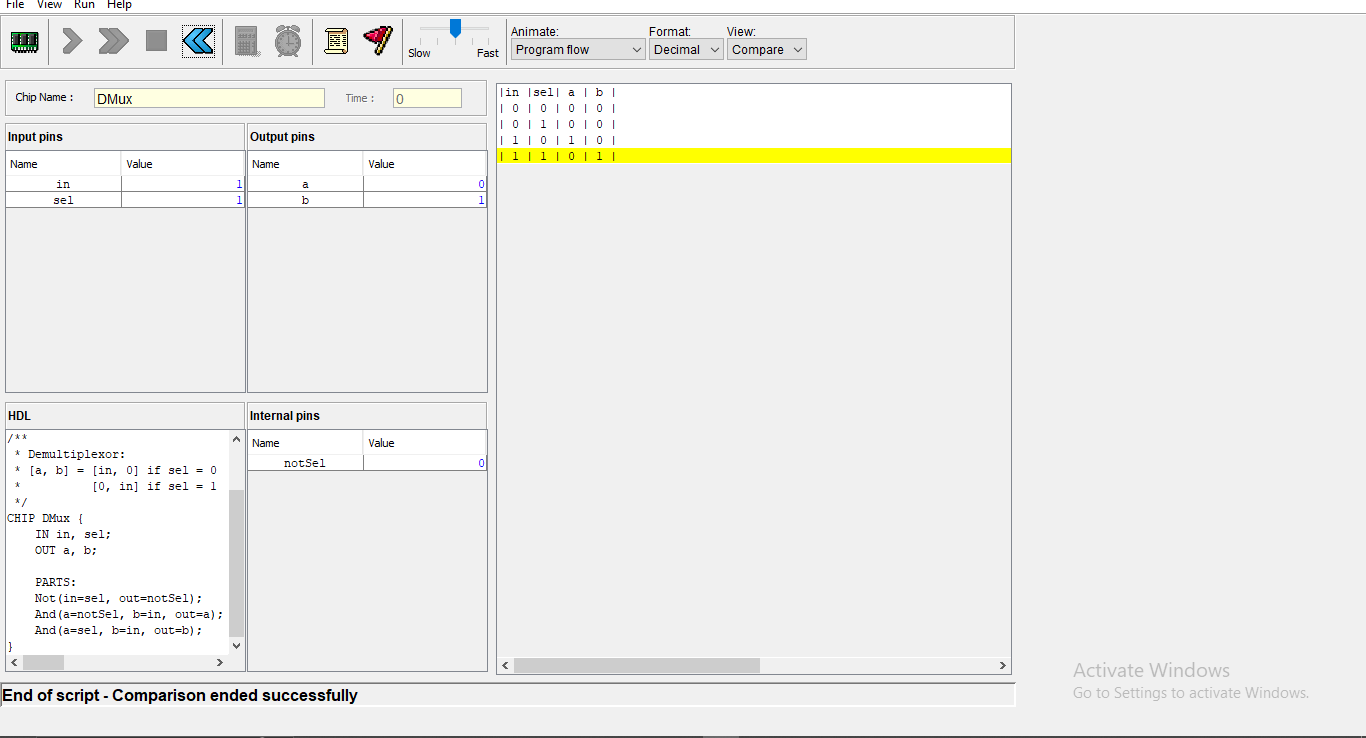 File View Run Help
Animate: Format: View:
Slow Fast Program flow Decimal Compare
Chip Name : DMux Time : 0
Input pins
Name Value
in 1
sel 1
Output pins
Name Value
a 0
b 1
HDL
/**
* Demultiplexor:
* [a, b] = [in, 0] if sel = 0
* [0, in] if sel = 1
*/
CHIP DMux {
IN in, sel;
OUT a, b;
PARTS:
Not(in=sel, out=notSel);
And(a=notSel, b=in, out=a);
And(a=sel, b=in, out=b);
}
Internal pins
Name Value
notSel 0
|in |sel| a | b |
| 0 | 0 | 0 | 0 |
| 0 | 1 | 0 | 0 |
| 1 | 0 | 1 | 0 |
| 1 | 1 | 0 | 1 |
End of script - Comparison ended successfully
Activate Windows
Go to Settings to activate Windows.